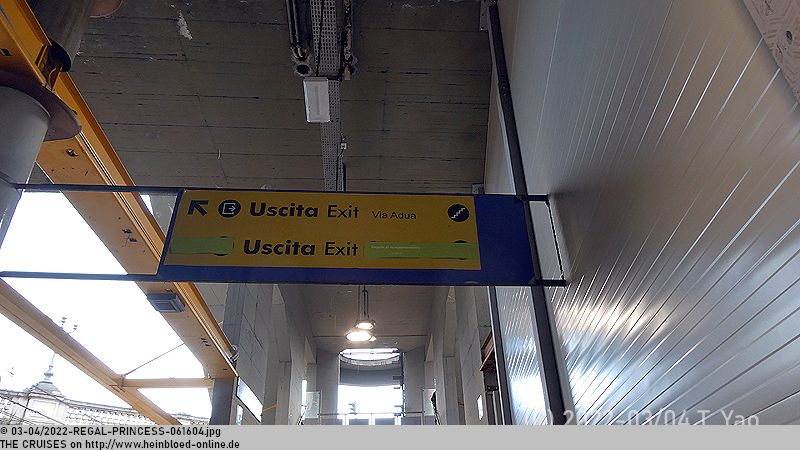 Uscita Exit Via Adua
Uscita Exit
2022-03/04 T. Yao
© 03-04/2022-REGAL-PRINCESS-061604.jpg
THE CRUISES on http://www.heinbloed-online.de